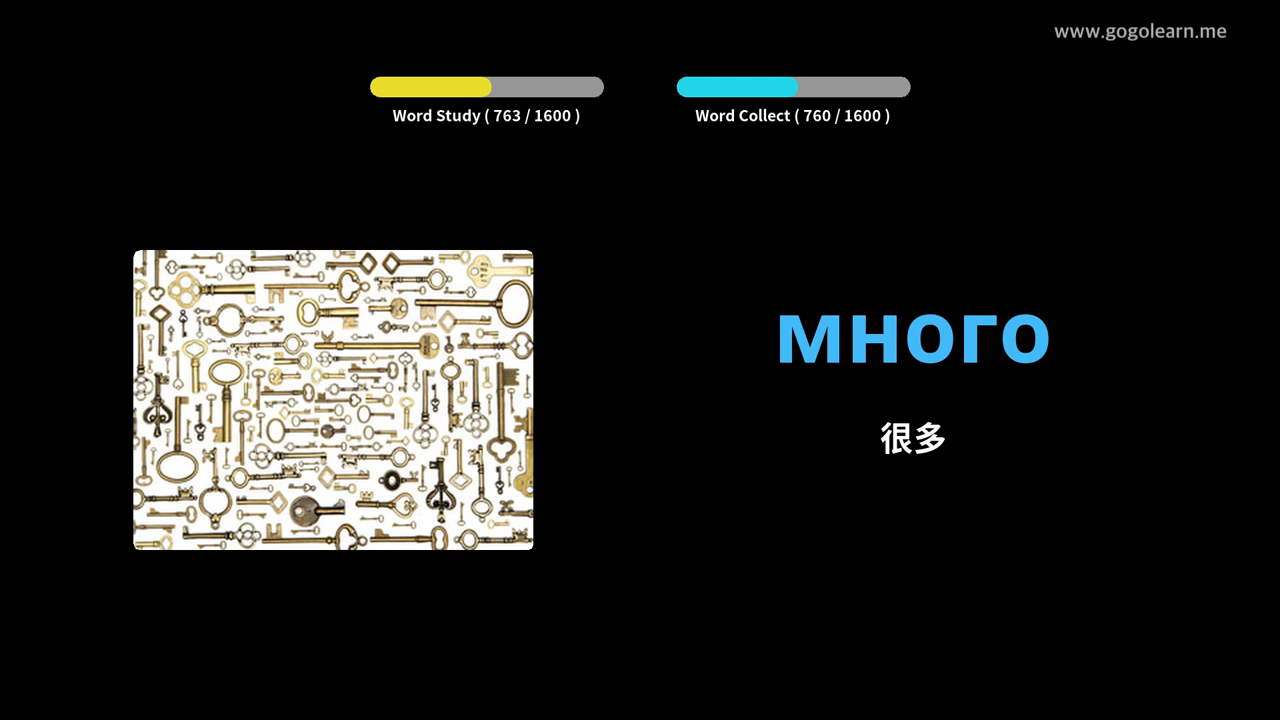 www.gogolearn.me
Word Study ( 763 / 1600 )
Word Collect ( 760 / 1600 )
много
很多